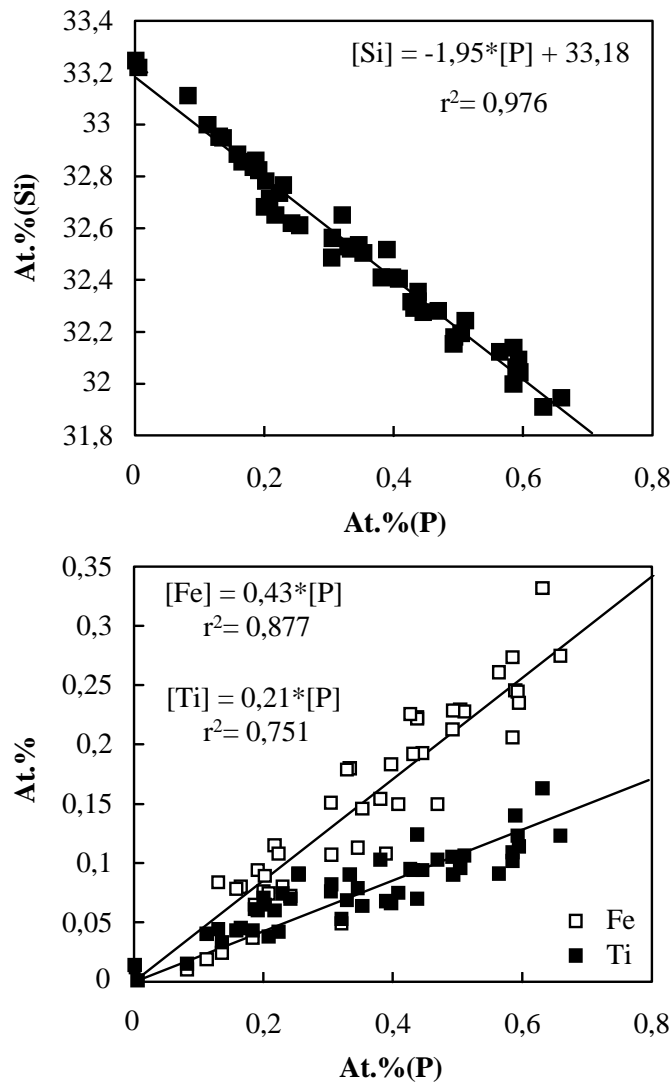 33,4
[Si] = -1,95*[P] + 33,18
33,2
r²= 0,976
33
32,8
At.%(Si)
32,6
32,4
32,2
32
31,8
0 0,2 0,4 0,6 0,8
At.%(P)
0,35
[Fe] = 0,43*[P]
0,3
r²= 0,877
0,25
[Ti] = 0,21*[P]
r²= 0,751
0,2
At.%
0,15
0,1
0,05
Fe
Ti
0
0 0,2 0,4 0,6 0,8
At.%(P)